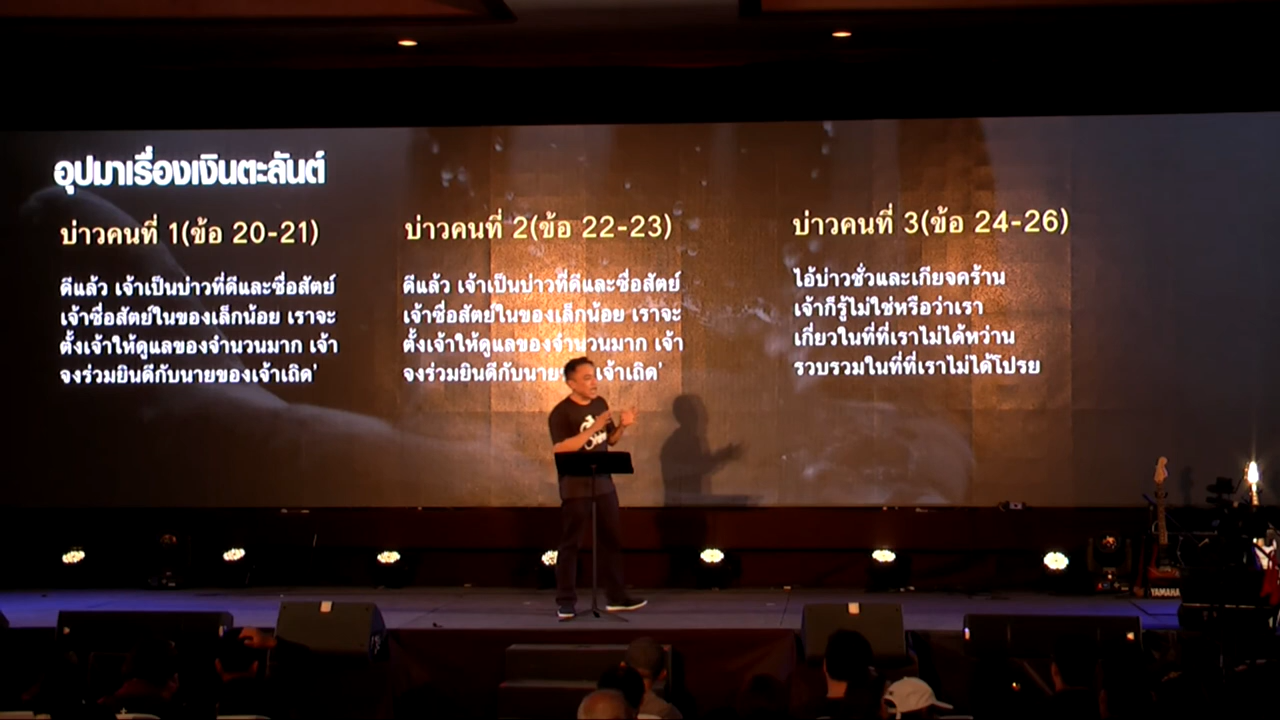 อุปมาเรื่องเงินตะลันต์
บ่าวคนที่ 1(ข้อ 20-21)
ดีแล้ว เจ้าเป็นบ่าวที่ดีและซื่อสัตย์
เจ้าซื่อสัตย์ในของเล็กน้อย เราจะ
ตั้งเจ้าให้ดูแลของจำนวนมาก เจ้า
จงร่วมยินดีกับนายของเจ้าเถิด'
บ่าวคนที่ 2(ข้อ 22-23)
ดีแล้ว เจ้าเป็นบ่าวที่ดีและซื่อสัตย์
เจ้าซื่อสัตย์ในของเล็กน้อย เราจะ
ตั้งเจ้าให้ดูแลของจำนวนมาก เจ้า
จงร่วมยินดีกับนาย เจ้าเถิด'
บ่าวคนที่ 3(ข้อ 24-26)
ไอ้บ่าวชั่วและเกียจคร้าน
เจ้าก็รู้ไม่ใช่หรือว่าเรา
เกี่ยวในที่ที่เราไม่ได้หว่าน
รวบรวมในที่ที่เราไม่ได้โปรย
YAMAHA